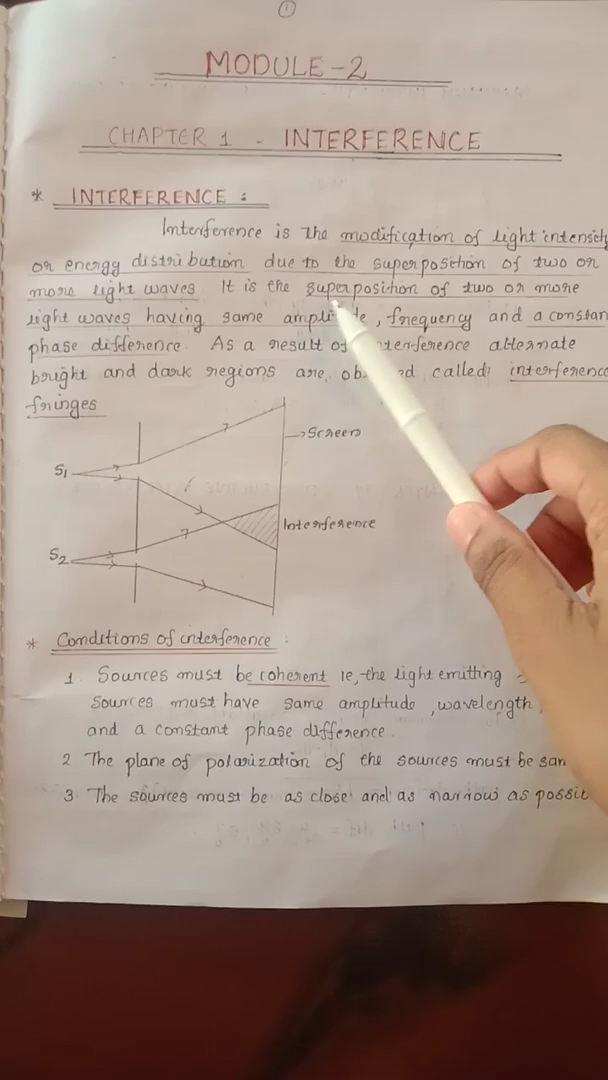 1
MODULE-2
CHAPTER 1 - INTERFERENCE
* INTERFERENCE :
Interference is the modification of light intensity
or energy distribution due to the superposition of two or
more light waves. It is the superposition of two or more
light waves having same , frequency and a constan
phase difference. As a result of interference alternate
bright and dark regions are called interference
fringes
Screen
S1
Interference
S2
* Conditions of interference :
1. Sources must be coherent ie, the light emitting
sources must have same amplitude, wavelength
and a constant phase difference.
2 The plane of polarization of the sources must be sam
3. The sources must be as close and as narrow as possib